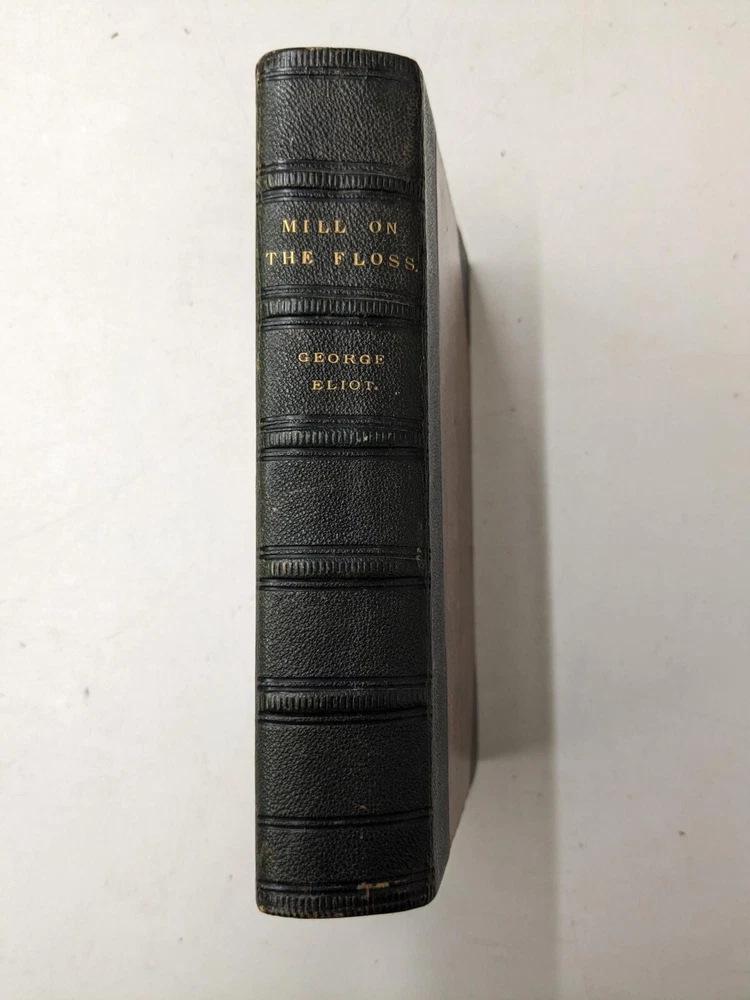 MILL ON
THE FLOSS.
GEORGE
ELIOT.